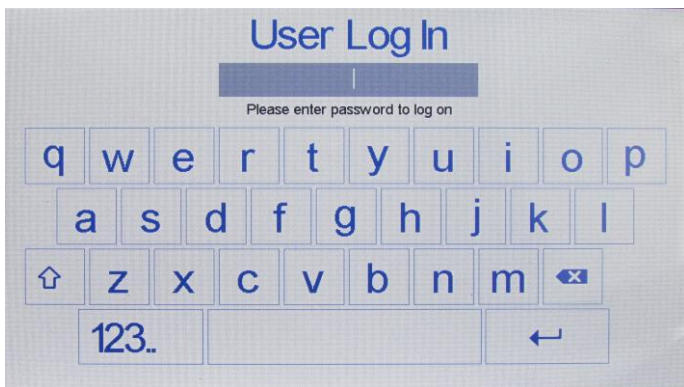 User Log In
Please enter password to log on
q w e r t y u i o p
a s d f g h j k l
z x c v b n m
123..